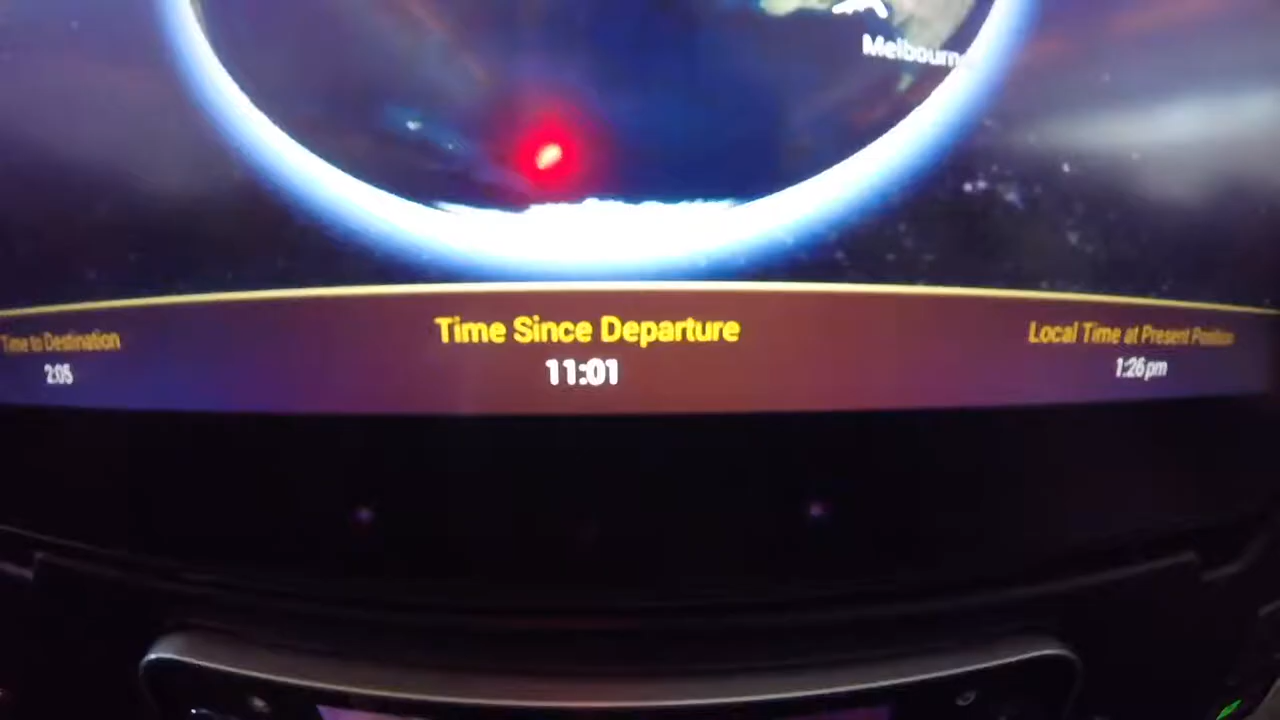 Melbourn
Time to Destination
2:05
Time Since Departure
11:01
Local Time at Present Position
1:26 pm